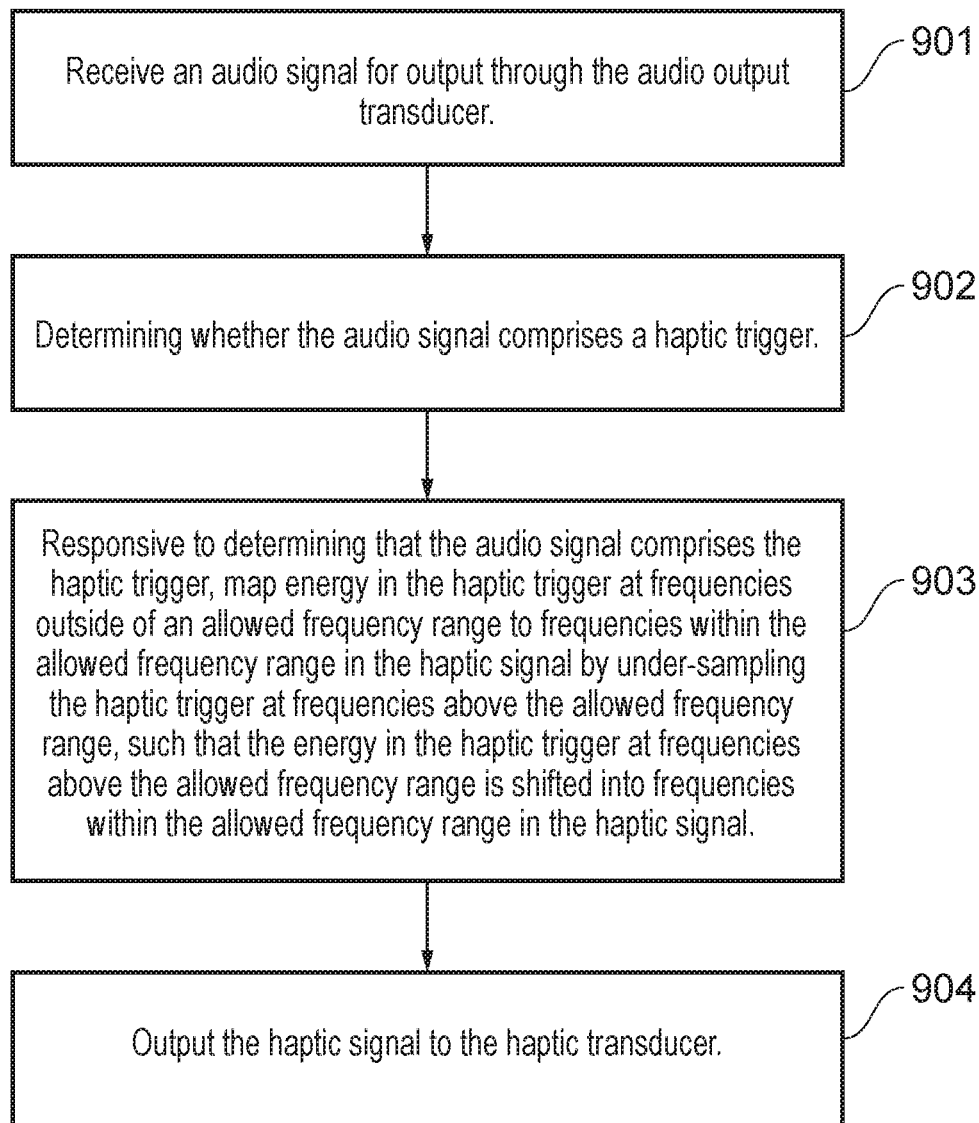 Receive an audio signal for output through the audio output
transducer.
901
Determining whether the audio signal comprises a haptic trigger.
902
Responsive to determining that the audio signal comprises the
haptic trigger, map energy in the haptic trigger at frequencies
outside of an allowed frequency range to frequencies within the
allowed frequency range in the haptic signal by under-sampling
the haptic trigger at frequencies above the allowed frequency
range, such that the energy in the haptic trigger at frequencies
above the allowed frequency range is shifted into frequencies
within the allowed frequency range in the haptic signal.
903
Output the haptic signal to the haptic transducer.
904